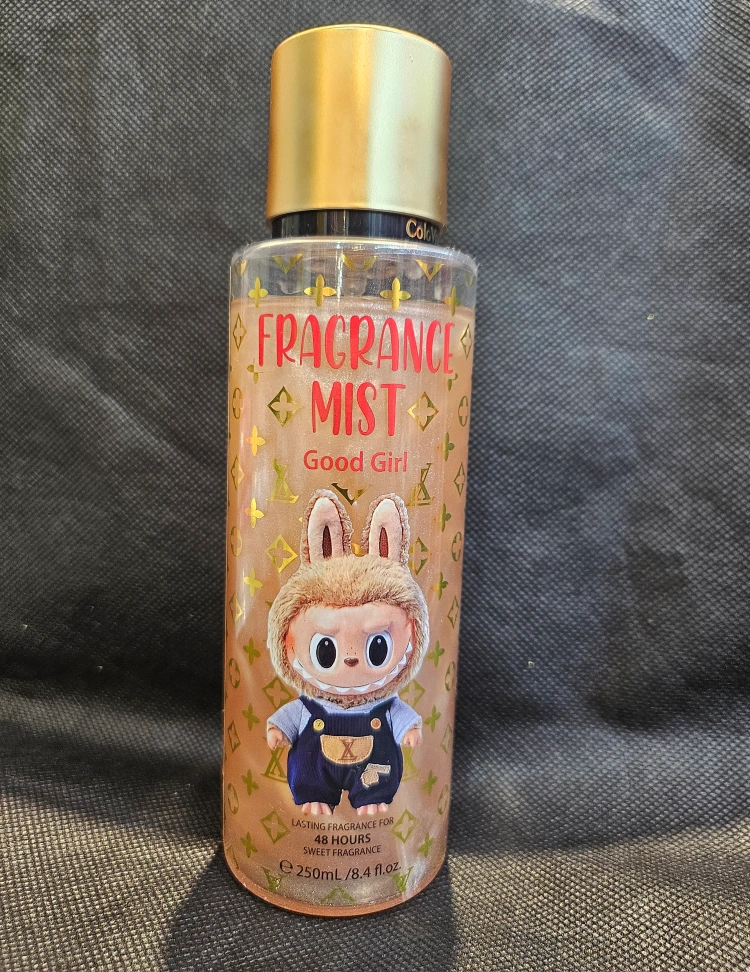 FRAGRANCE
MIST
Good Girl
LASTING FRAGRANCE FOR
48 HOURS
SWEET FRAGRANCE
℮ 250mL /8.4 fl.oz.